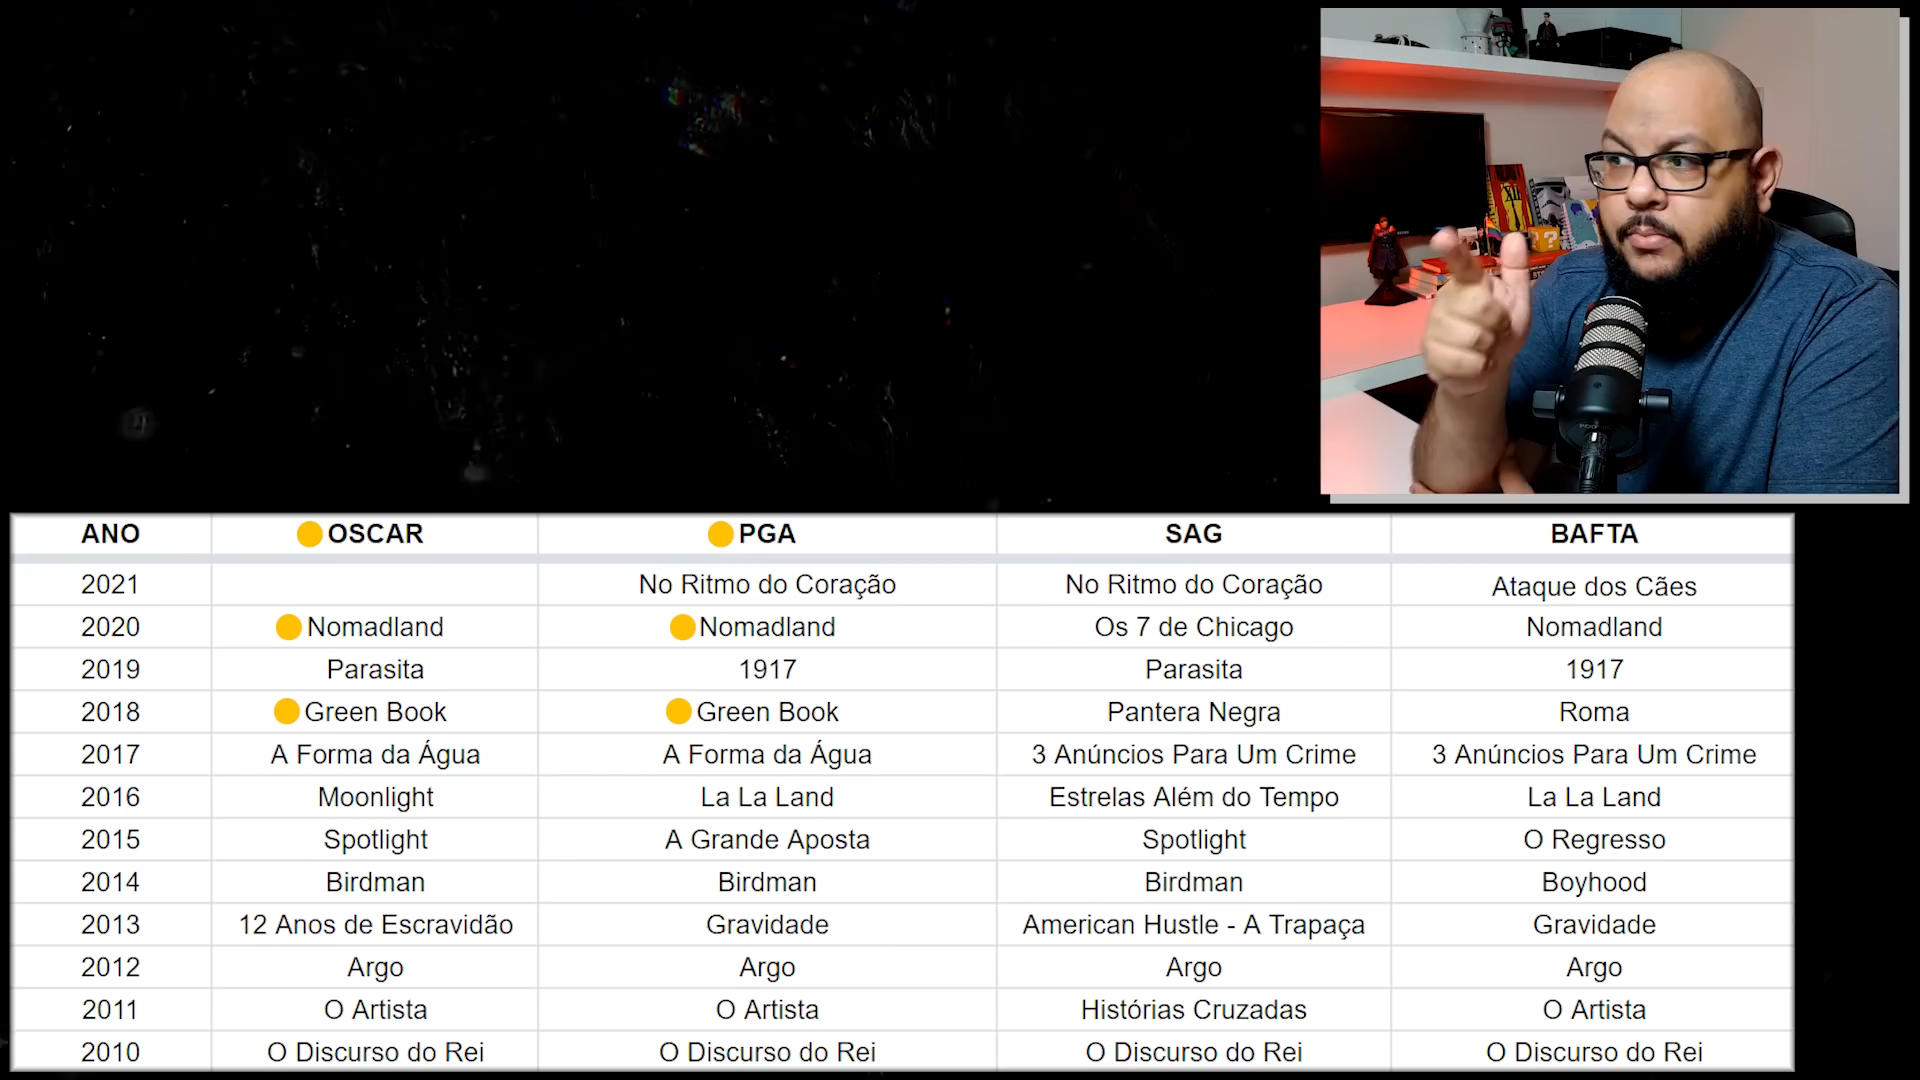 XIII
? ?
ANO OSCAR PGA SAG BAFTA
2021 No Ritmo do Coração No Ritmo do Coração Ataque dos Cães
2020 Nomadland Nomadland Os 7 de Chicago Nomadland
2019 Parasita 1917 Parasita 1917
2018 Green Book Green Book Pantera Negra Roma
2017 A Forma da Água A Forma da Água 3 Anúncios Para Um Crime 3 Anúncios Para Um Crime
2016 Moonlight La La Land Estrelas Além do Tempo La La Land
2015 Spotlight A Grande Aposta Spotlight O Regresso
2014 Birdman Birdman Birdman Boyhood
2013 12 Anos de Escravidão Gravidade American Hustle - A Trapaça Gravidade
2012 Argo Argo Argo Argo
2011 O Artista O Artista Histórias Cruzadas O Artista
2010 O Discurso do Rei O Discurso do Rei O Discurso do Rei O Discurso do Rei